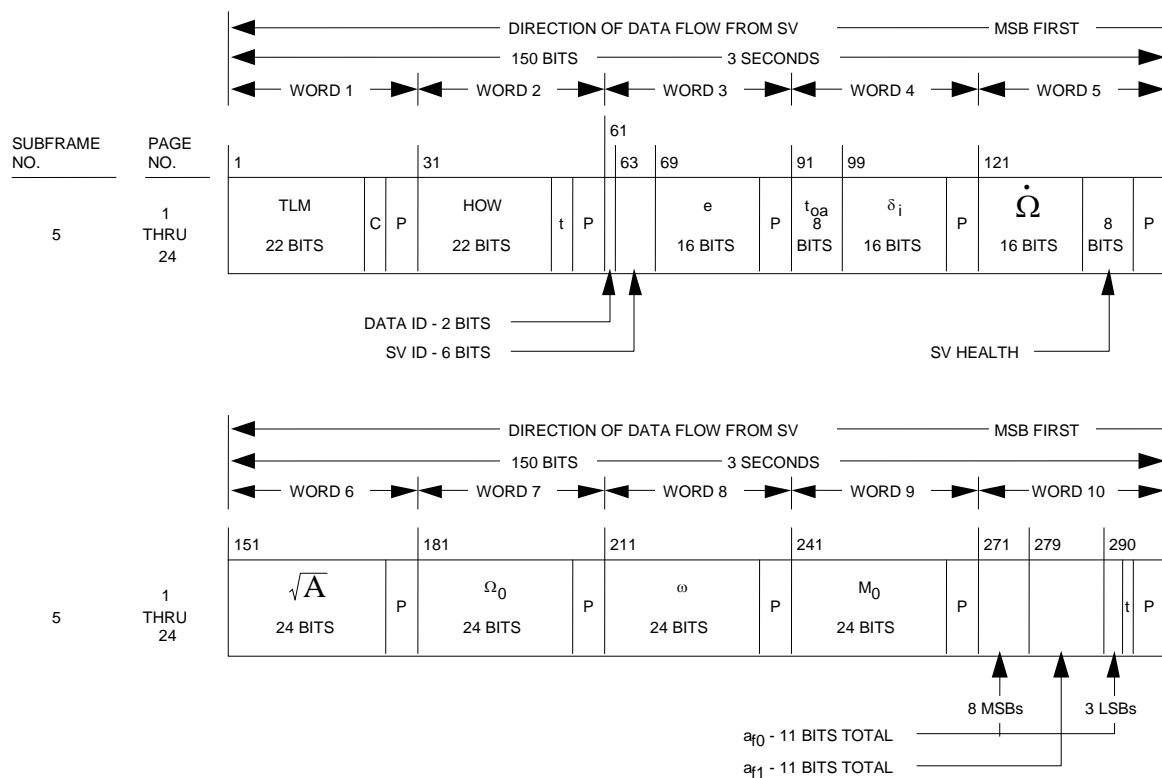 DIRECTION OF DATA FLOW FROM SV MSB FIRST
150 BITS 3 SECONDS
WORD 1 WORD 2 WORD 3 WORD 4 WORD 5
SUBFRAME NO. PAGE NO.
1 31 61 63 69 91 99 121
5
1 THRU 24
TLM 22 BITS
C
P
HOW 22 BITS
t
P
e 16 BITS
P
t_oa 8 BITS
δ_i 16 BITS
P
Ω̇ 16 BITS
8 BITS
P
DATA ID - 2 BITS
SV ID - 6 BITS
SV HEALTH
DIRECTION OF DATA FLOW FROM SV MSB FIRST
150 BITS 3 SECONDS
WORD 6 WORD 7 WORD 8 WORD 9 WORD 10
151 181 211 241 271 279 290
5
1 THRU 24
√A 24 BITS
P
Ω_0 24 BITS
P
ω 24 BITS
P
M_0 24 BITS
P
t
P
8 MSBs 3 LSBs
a_f0 - 11 BITS TOTAL
a_f1 - 11 BITS TOTAL